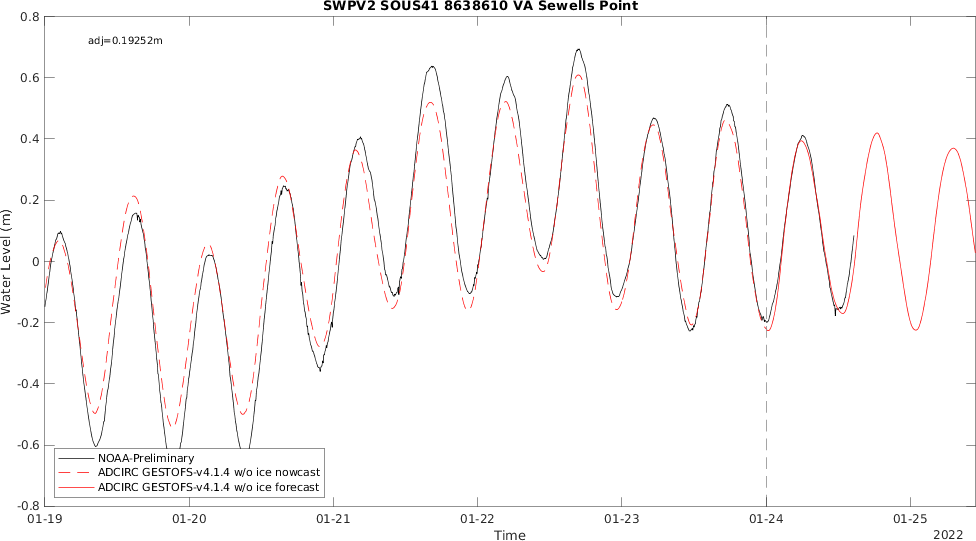 SWPV2 SOUS41 8638610 VA Sewells Point
adj=0.19252m
0.8
0.6
0.4
0.2
0
-0.2
-0.4
-0.6
-0.8
Water Level (m)
NOAA-Preliminary
ADCIRC GESTOFS-v4.1.4 w/o ice nowcast
ADCIRC GESTOFS-v4.1.4 w/o ice forecast
01-19 01-20 01-21 01-22 01-23 01-24 01-25
Time
2022